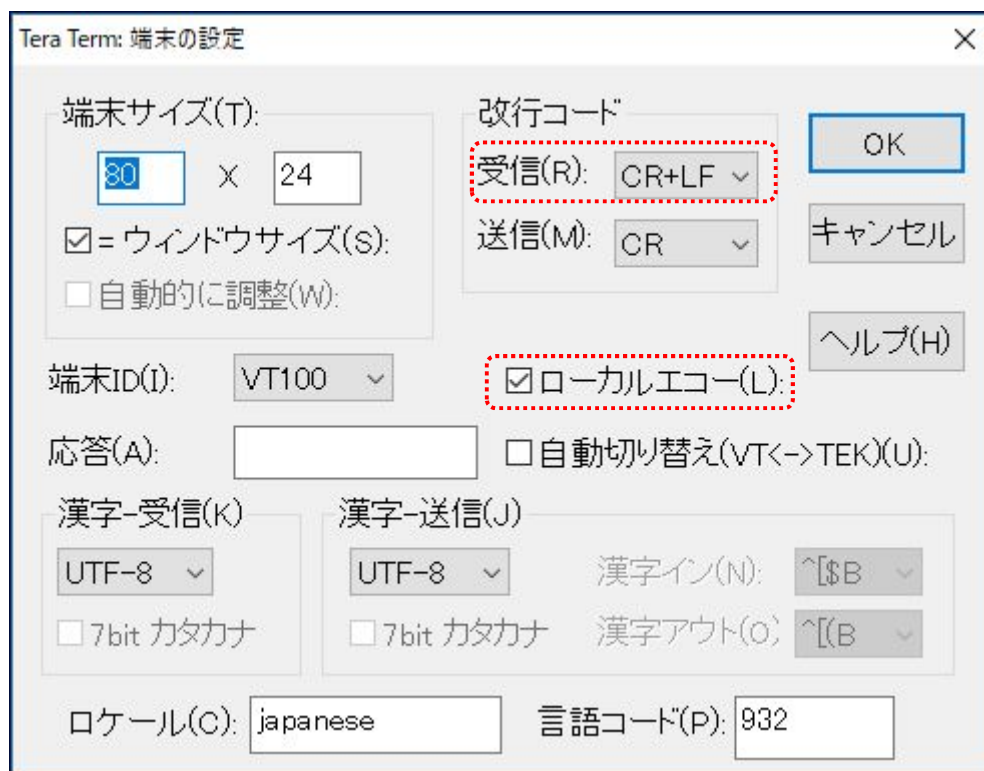 Tera Term: 端末の設定
端末サイズ(T):
80 X 24
☑= ウィンドウサイズ(S):
自動的に調整(W):
改行コード
受信(R): CR+LF
送信(M): CR
OK
キャンセル
ヘルプ(H)
端末ID(I): VT100
☑ローカルエコー(L):
応答(A):
自動切り替え(VT<->TEK)(U):
漢字-受信(K)
UTF-8
7bit カタカナ
漢字-送信(J)
UTF-8
漢字イン(N): ^[$B
7bit カタカナ
漢字アウト(O) ^[(B
ロケール(C): japanese
言語コード(P): 932